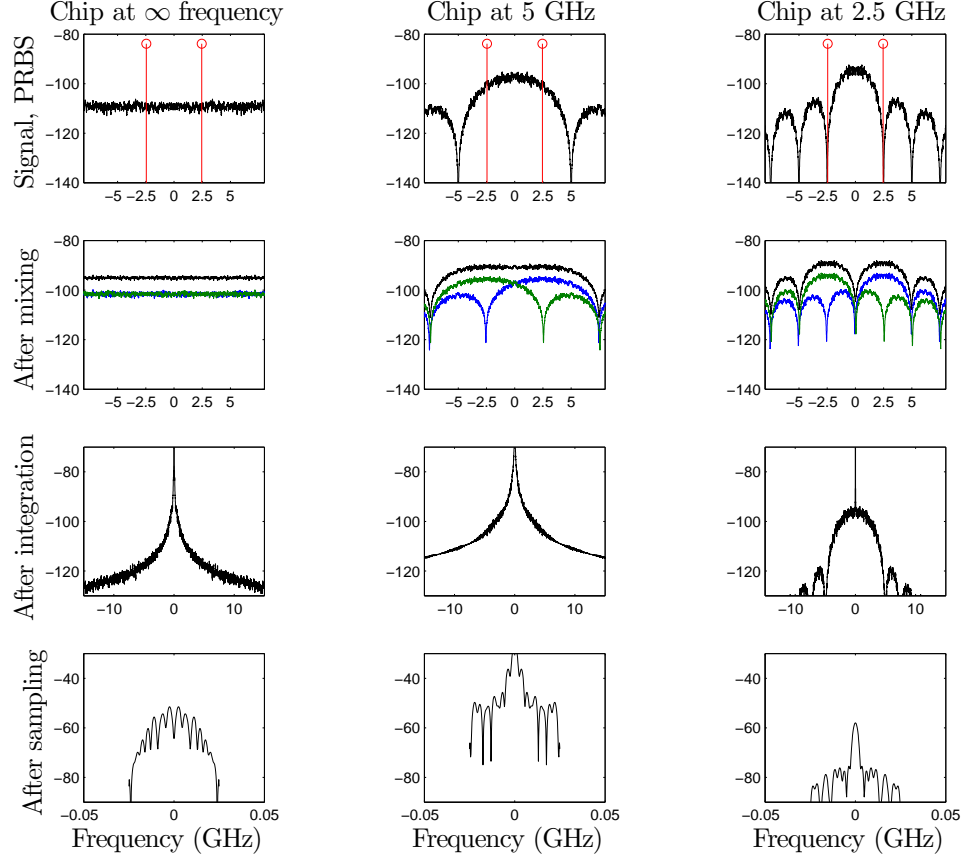 Chip at ∞ frequency
Chip at 5 GHz
Chip at 2.5 GHz
Signal, PRBS
−80
−100
−120
−140
−5 −2.5 0 2.5 5
−80
−100
−120
−140
−5 −2.5 0 2.5 5
−80
−100
−120
−140
−5 −2.5 0 2.5 5
After mixing
−80
−100
−120
−140
−5 −2.5 0 2.5 5
−80
−100
−120
−140
−5 −2.5 0 2.5 5
−80
−100
−120
−140
−5 −2.5 0 2.5 5
After integration
−80
−100
−120
−10 0 10
−80
−100
−120
−10 0 10
−80
−100
−120
−10 0 10
After sampling
−40
−60
−80
−0.05 0 0.05
Frequency (GHz)
−40
−60
−80
−0.05 0 0.05
Frequency (GHz)
−40
−60
−80
−0.05 0 0.05
Frequency (GHz)